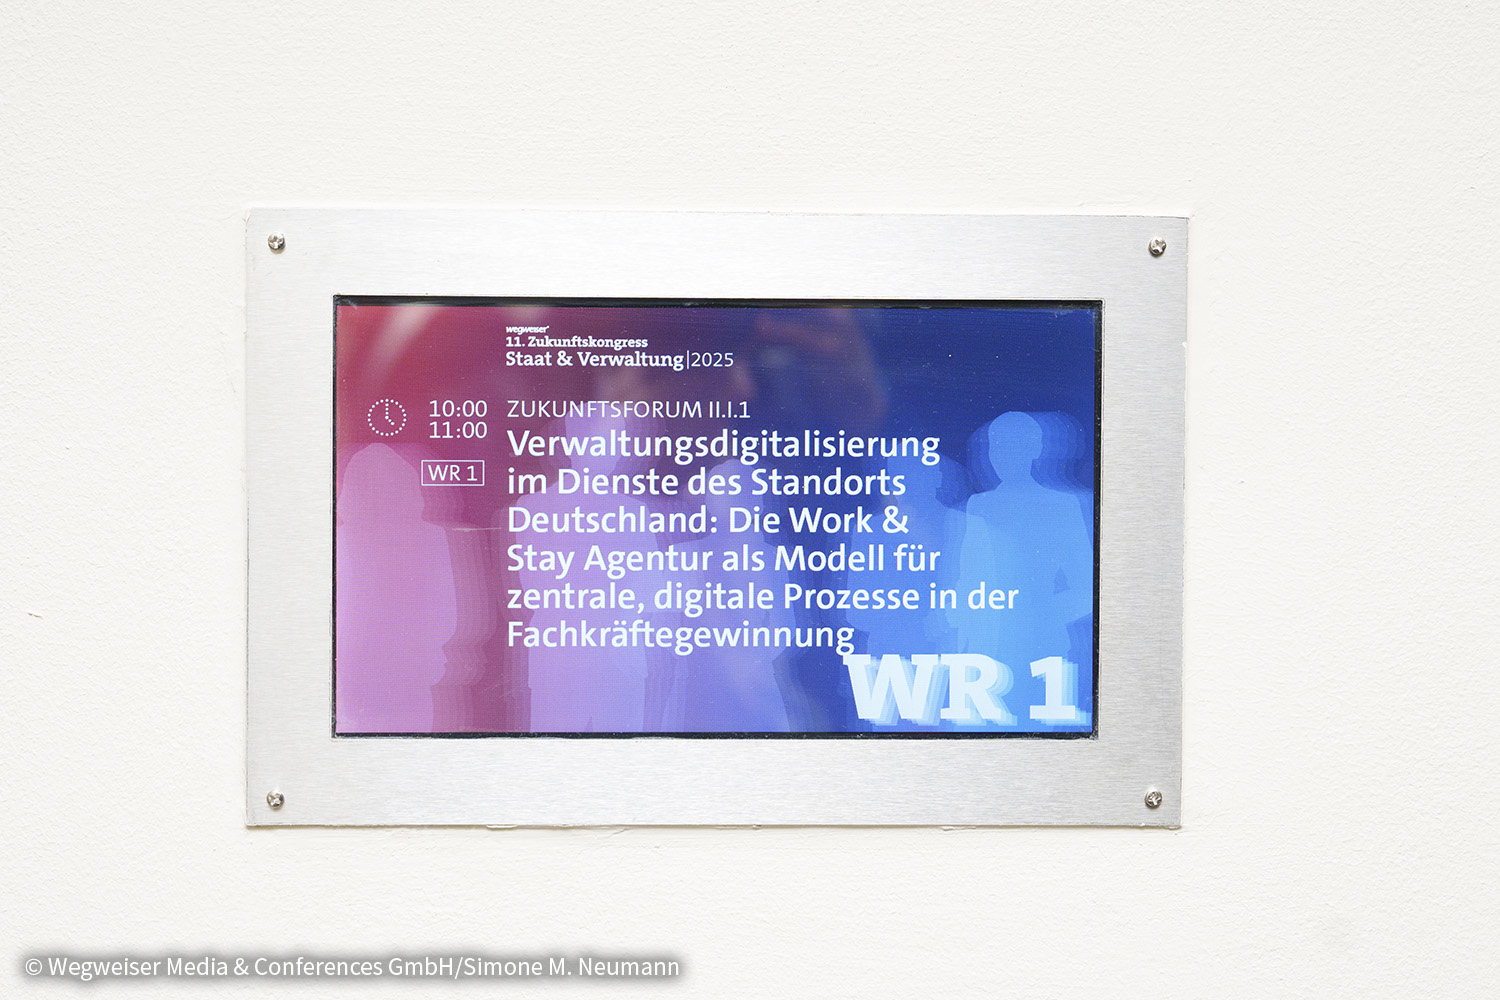 wegweiser
11. Zukunftskongress
Staat & Verwaltung|2025
10:00
11:00
WR 1
ZUKUNFTSFORUM II.I.1
Verwaltungsdigitalisierung
im Dienste des Standorts
Deutschland: Die Work &
Stay Agentur als Modell für
zentrale, digitale Prozesse in der
Fachkräftegewinnung
WR 1
© Wegweiser Media & Conferences GmbH/Simone M. Neumann